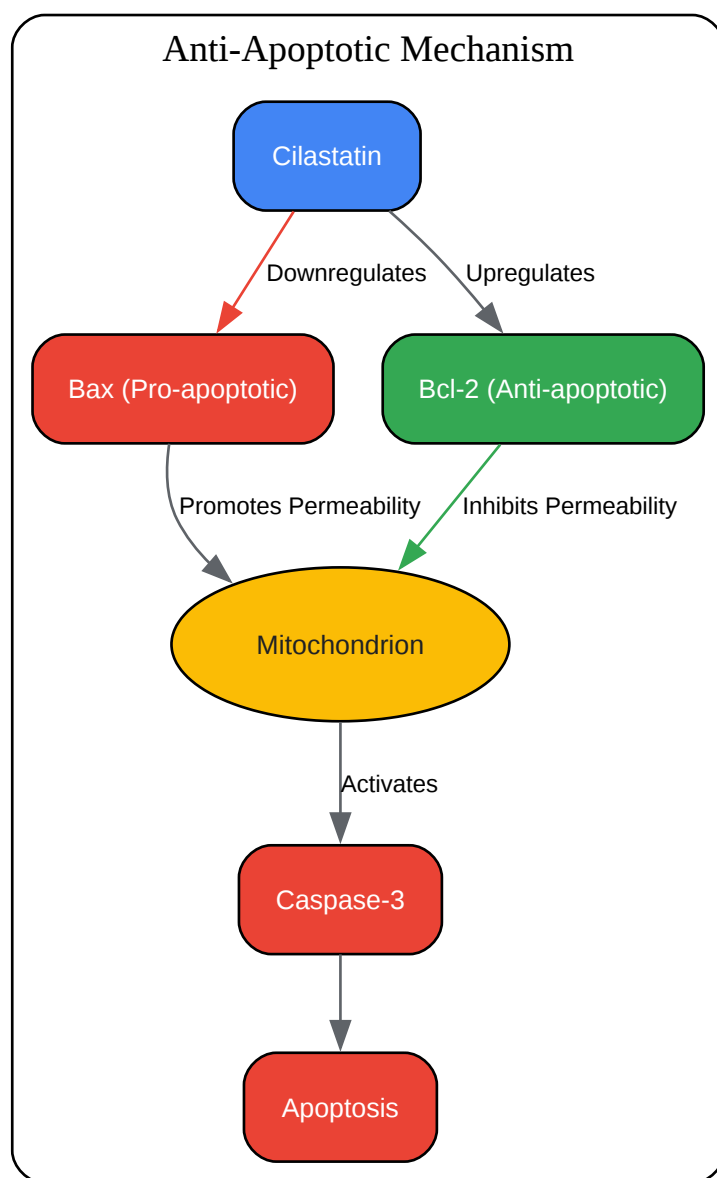 Anti-Apoptotic Mechanism
Cilastatin
Downregulates
Upregulates
Bax (Pro-apoptotic)
Bcl-2 (Anti-apoptotic)
Promotes Permeability
Inhibits Permeability
Mitochondrion
Activates
Caspase-3
Apoptosis